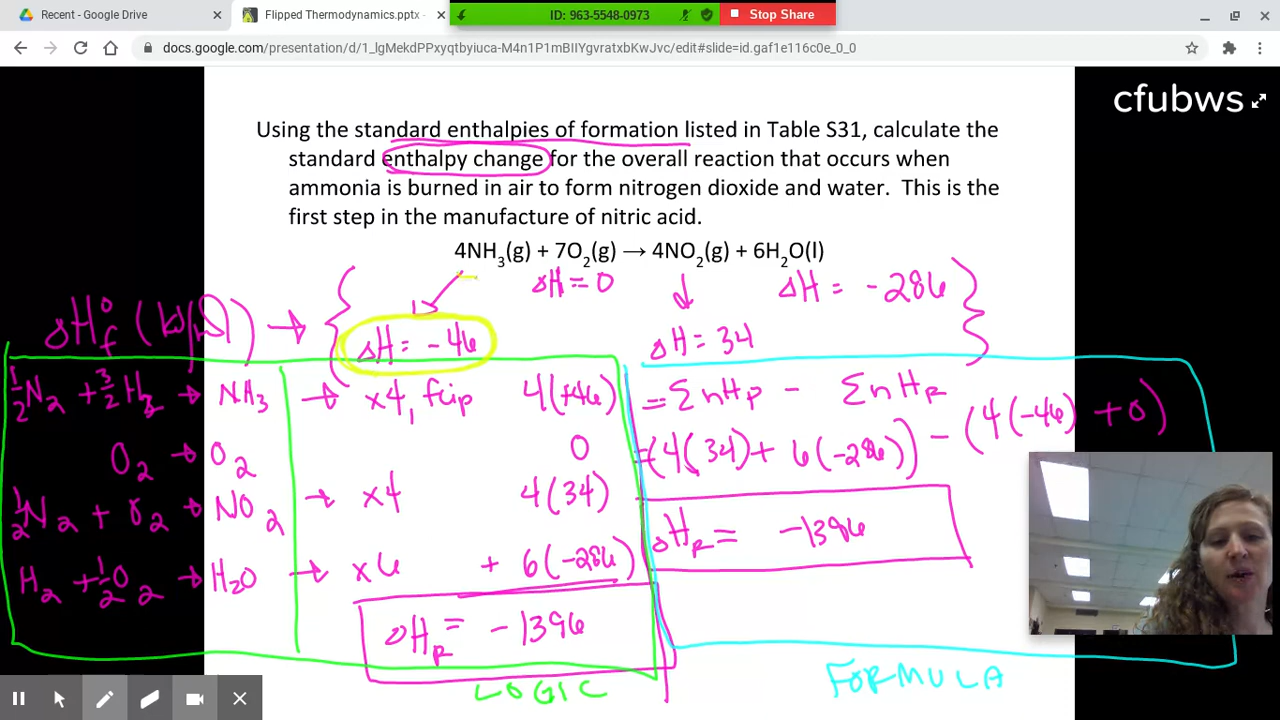 Recent - Google Drive
Flipped Thermodynamics.pptx -
ID: 963-5548-0973
Stop Share
docs.google.com/presentation/d/1_lgMekdPPxyqtbyiuca-M4n1P1mBIIYgvratxbKwJvc/edit#slide=id.gaf1e116c0e_0_0
cfubws
Using the standard enthalpies of formation listed in Table S31, calculate the
standard enthalpy change for the overall reaction that occurs when
ammonia is burned in air to form nitrogen dioxide and water. This is the
first step in the manufacture of nitric acid.
4NH₃(g) + 7O₂(g) → 4NO₂(g) + 6H₂O(l)
ΔH = 0
ΔH = -286
ΔHf° →
ΔH = -46
ΔH = 34
½N₂ + 3/2 H₂ → NH₃ → x4, flip 4(+46)
O₂ → O₂ 0
½N₂ + O₂ → NO₂ → x4 4(34)
H₂ + ½O₂ → H₂O → x6 + 6(-286)
ΔHR = -1396
LOGIC
= ΣnHP - ΣnHR
= (4(34) + 6(-286)) - (4(-46) + 0)
ΔHR = -1396
FORMULA